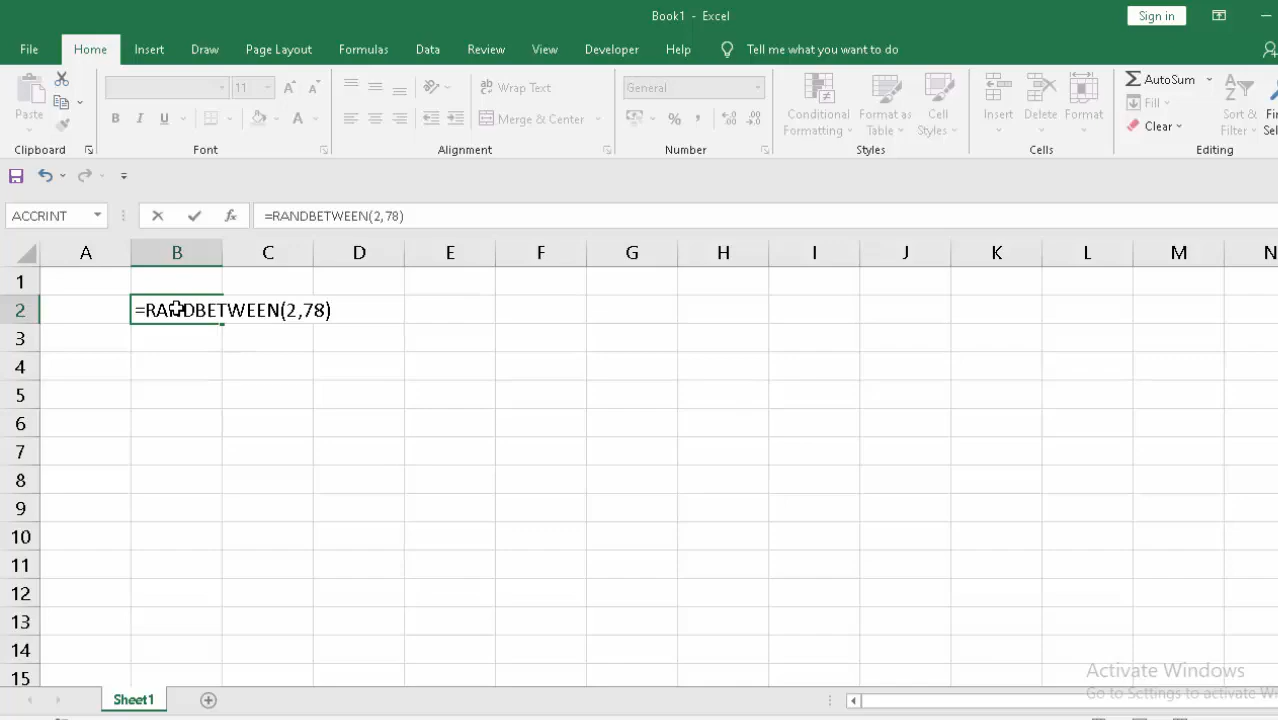 Book1 - Excel
Sign in
File Home Insert Draw Page Layout Formulas Data Review View Developer Help Tell me what you want to do
Paste
11
Wrap Text
Merge & Center
General
Conditional Formatting
Format as Table
Cell Styles
Insert Delete Format
AutoSum
Fill
Clear
Sort & Filter
Clipboard Font Alignment Number Styles Cells Editing
ACCRINT fx =RANDBETWEEN(2,78)
A B C D E F G H I J K L M N
1
2 =RANDBETWEEN(2,78)
3
4
5
6
7
8
9
10
11
12
13
14
15
Activate Windows
Go to Settings to activate
Sheet1